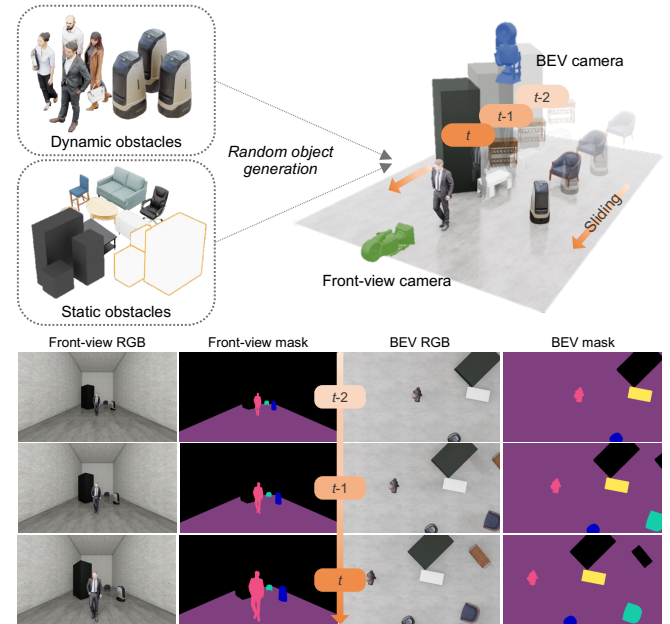 Dynamic obstacles
Static obstacles
Random object
generation
BEV camera
t-2
t-1
t
Sliding
Front-view camera
Front-view RGB
Front-view mask
BEV RGB
BEV mask
t-2
t-1
t